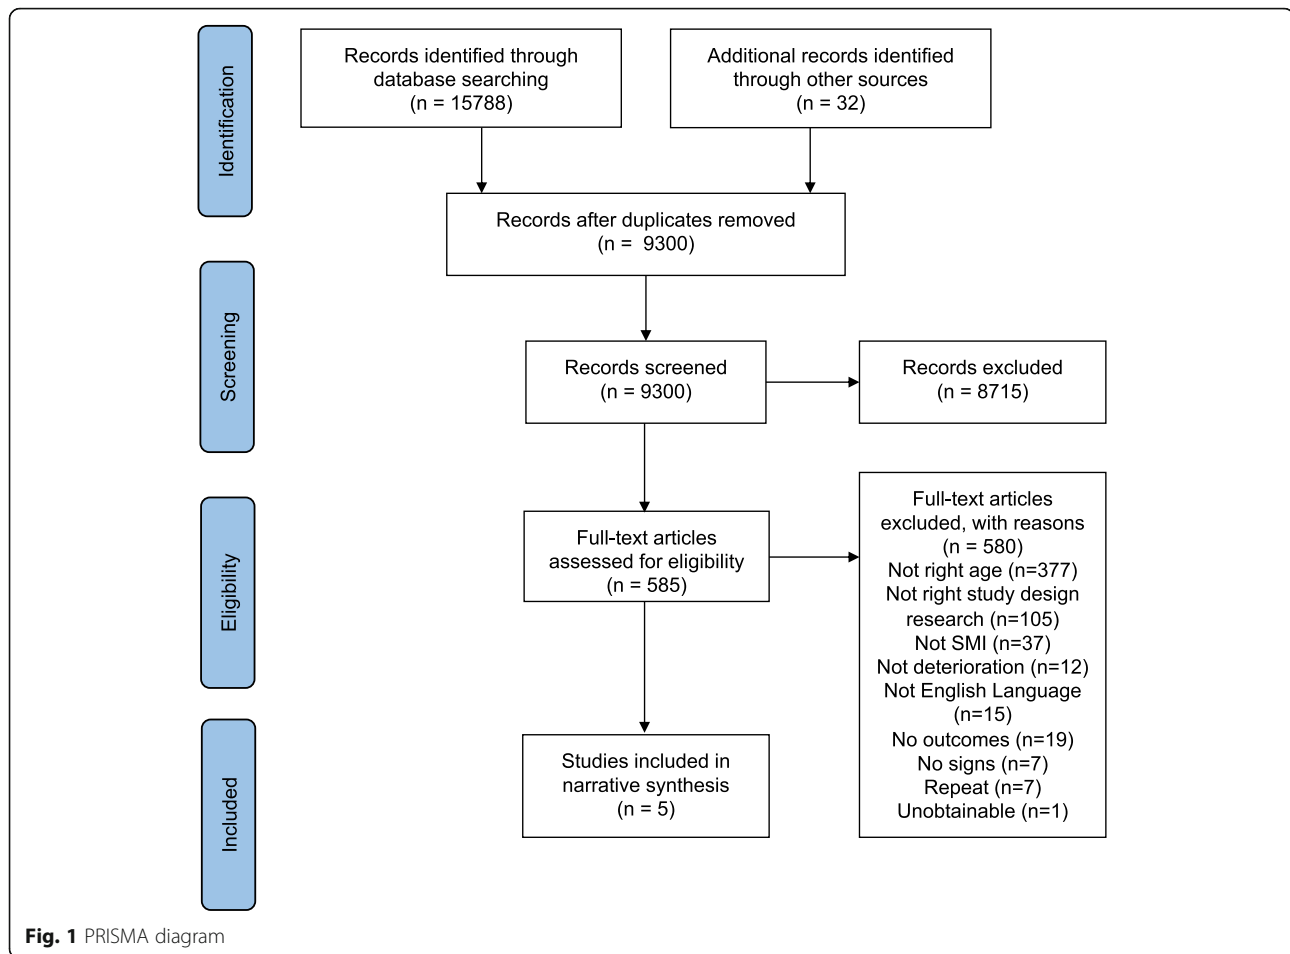 Identification
Records identified through
database searching
(n = 15788)
Additional records identified
through other sources
(n = 32)
Records after duplicates removed
(n = 9300)
Screening
Records screened
(n = 9300)
Records excluded
(n = 8715)
Eligibility
Full-text articles
assessed for eligibility
(n = 585)
Full-text articles
excluded, with reasons
(n = 580)
Not right age (n=377)
Not right study design
research (n=105)
Not SMI (n=37)
Not deterioration (n=12)
Not English Language
(n=15)
No outcomes (n=19)
No signs (n=7)
Repeat (n=7)
Unobtainable (n=1)
Included
Studies included in
narrative synthesis
(n = 5)
Fig. 1 PRISMA diagram